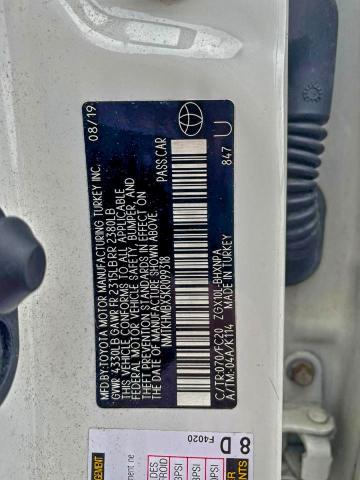 MFD. BY:TOYOTA MOTOR MANUFACTURING TURKEY INC.
08/19
GVWR 4330LB GAWR FR 2315LB RR 2380LB
THIS VEHICLE CONFORMS TO ALL APPLICABLE
FEDERAL MOTOR VEHICLE SAFETY, BUMPER, AND
THEFT PREVENTION STANDARDS IN EFFECT ON
THE DATE OF MANUFACTURE SHOWN ABOVE.
NMTKHMBX5KR099318
PASS.CAR
C/TR:070/FC20 ZGX10L-BHXNPA
A/TM:-04A/K114
MADE IN TURKEY
847
U
8 D
F4020